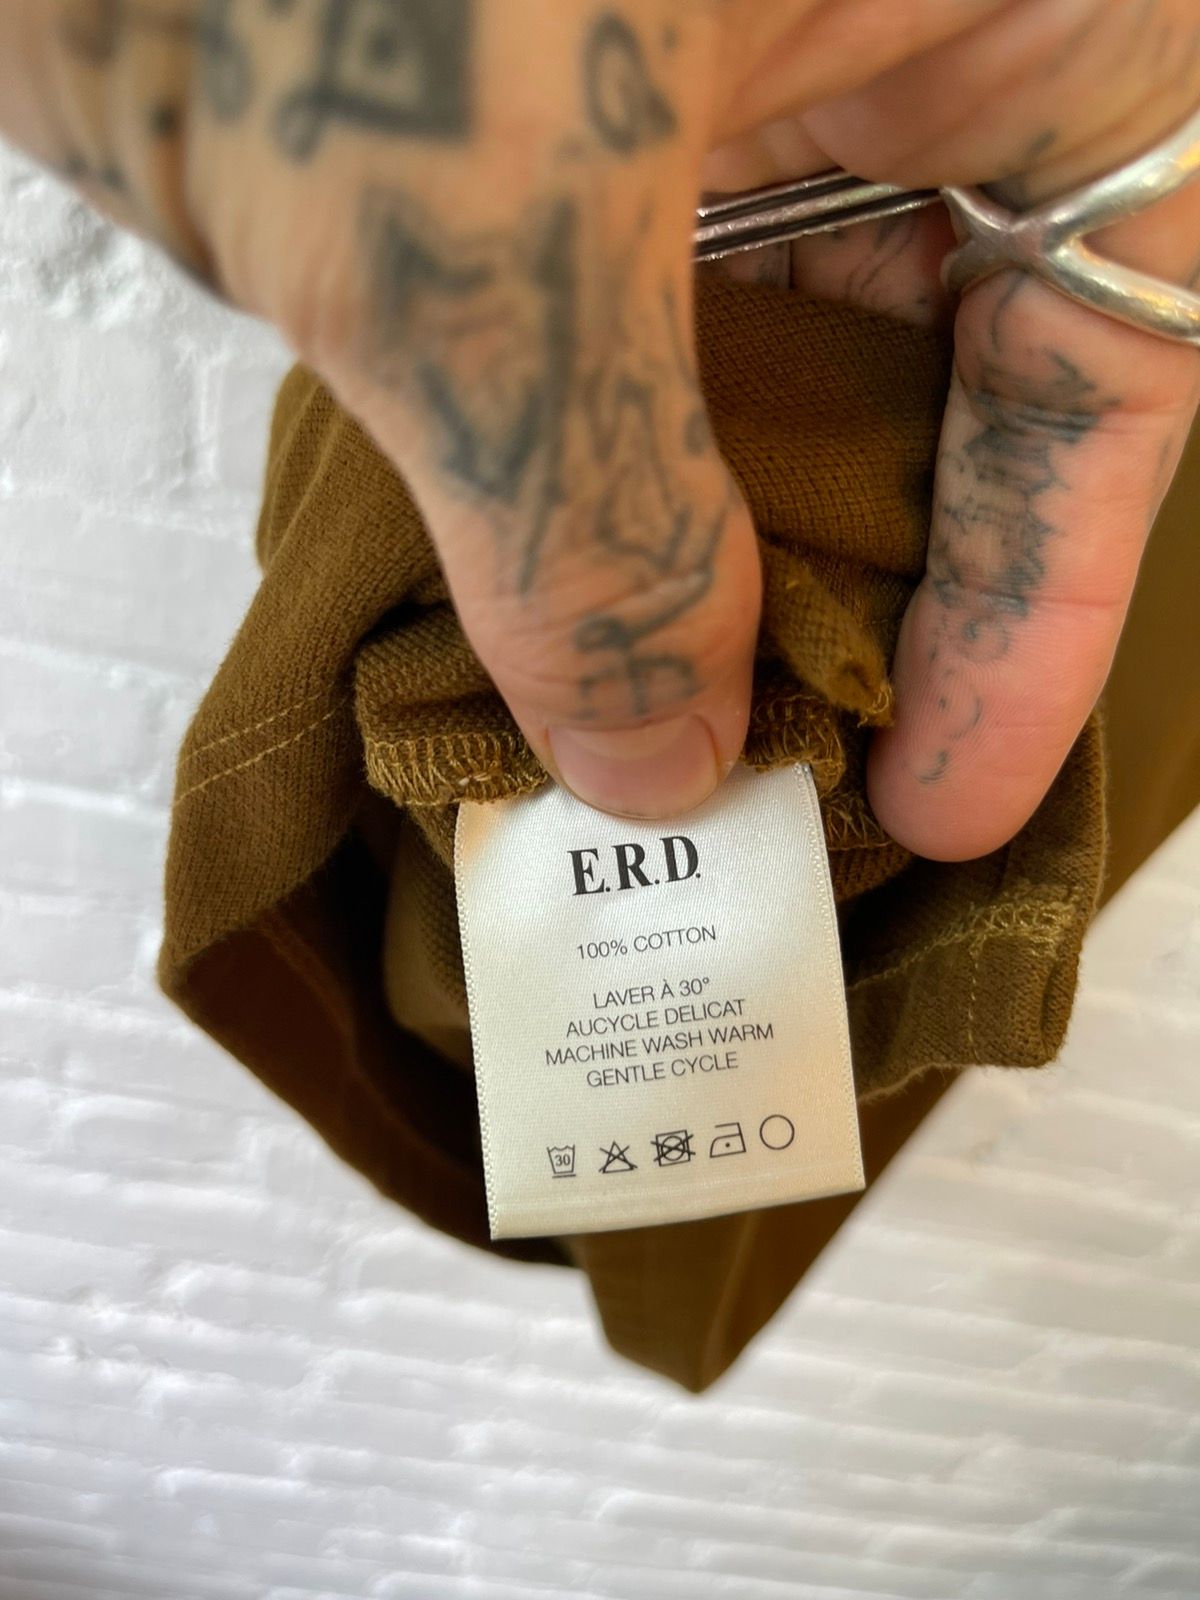 E.R.D.
100% COTTON
LAVER À 30°
AUCYCLE DELICAT
MACHINE WASH WARM
GENTLE CYCLE
30